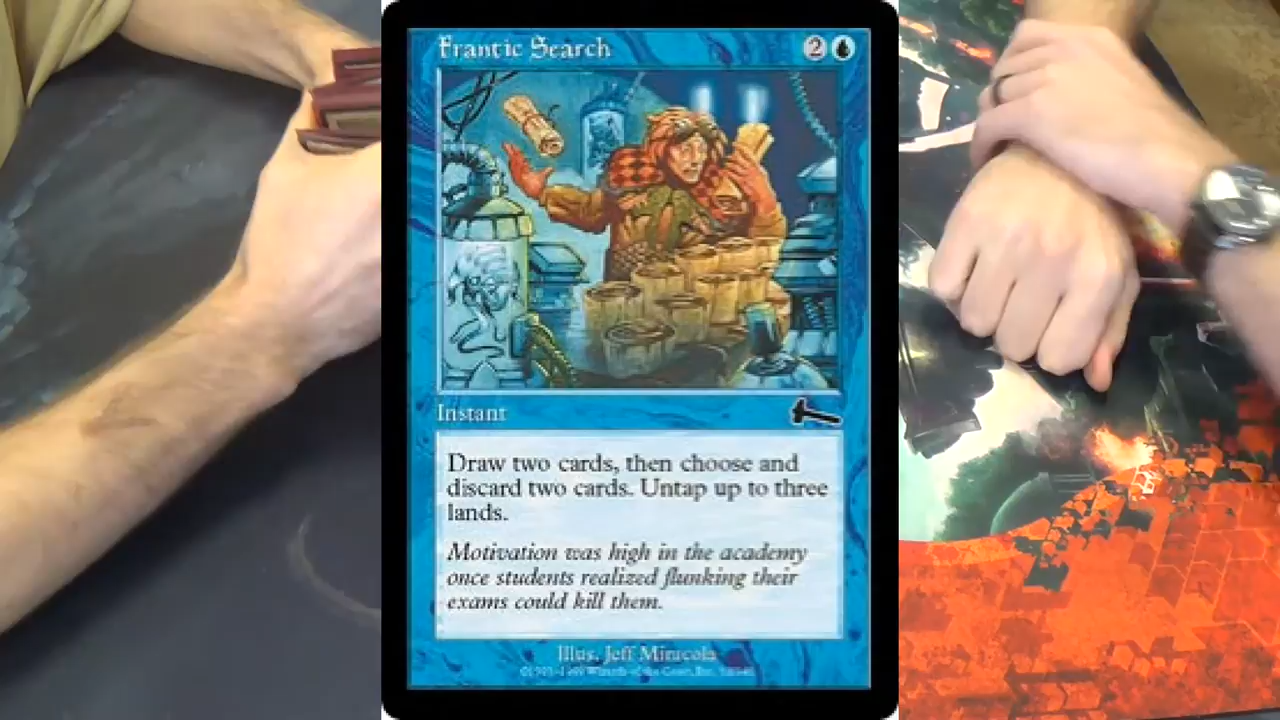 Frantic Search 2
Instant
Draw two cards, then choose and
discard two cards. Untap up to three
lands.
Motivation was high in the academy
once students realized flunking their
exams could kill them.
Illus. Jeff Miracola